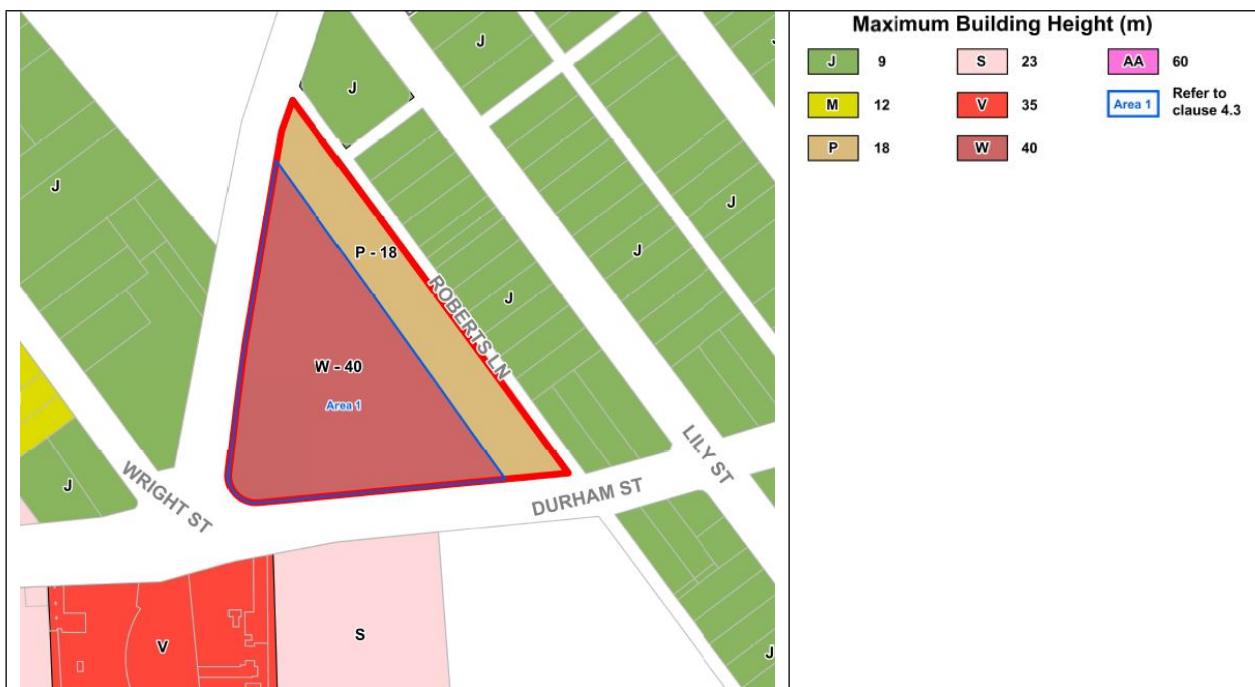 J
J
J
J
P - 18
J
J
J
ROBERTS LN
W - 40
Area 1
LILY ST
WRIGHT ST
J
DURHAM ST
V
S
J
Maximum Building Height (m)
J 9
S 23
AA 60
M 12
V 35
Area 1 Refer to
clause 4.3
P 18
W 40